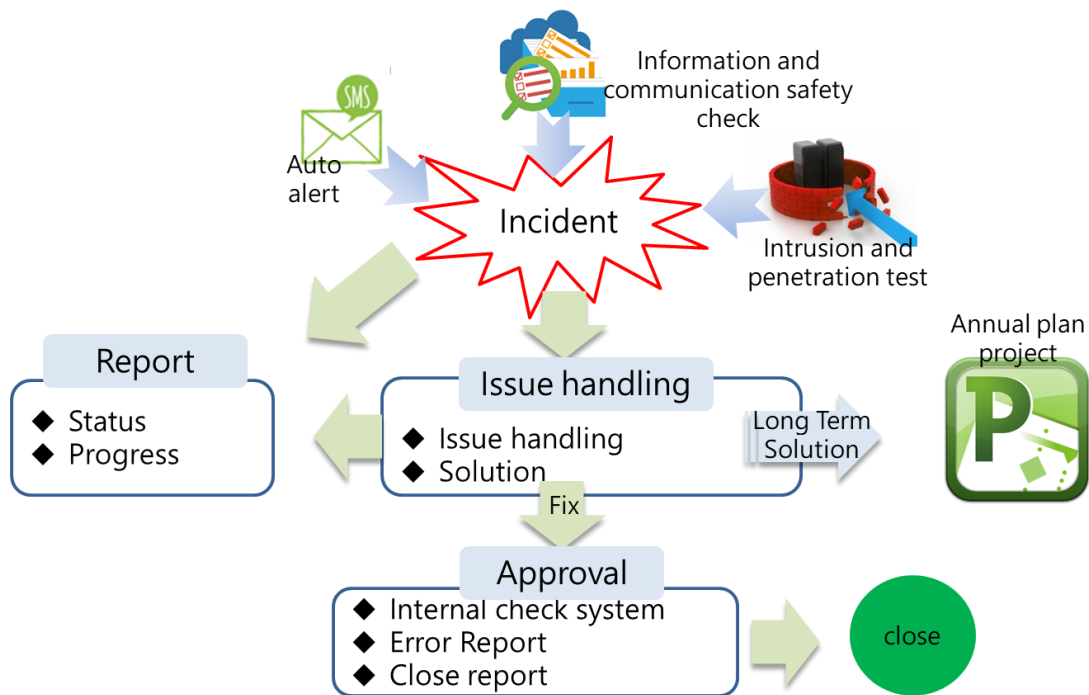 SMS
Auto
alert
Information and
communication safety
check
Incident
Intrusion and
penetration test
Report
◆ Status
◆ Progress
Issue handling
◆ Issue handling
◆ Solution
Long Term
Solution
Annual plan
project
P
Fix
Approval
◆ Internal check system
◆ Error Report
◆ Close report
close